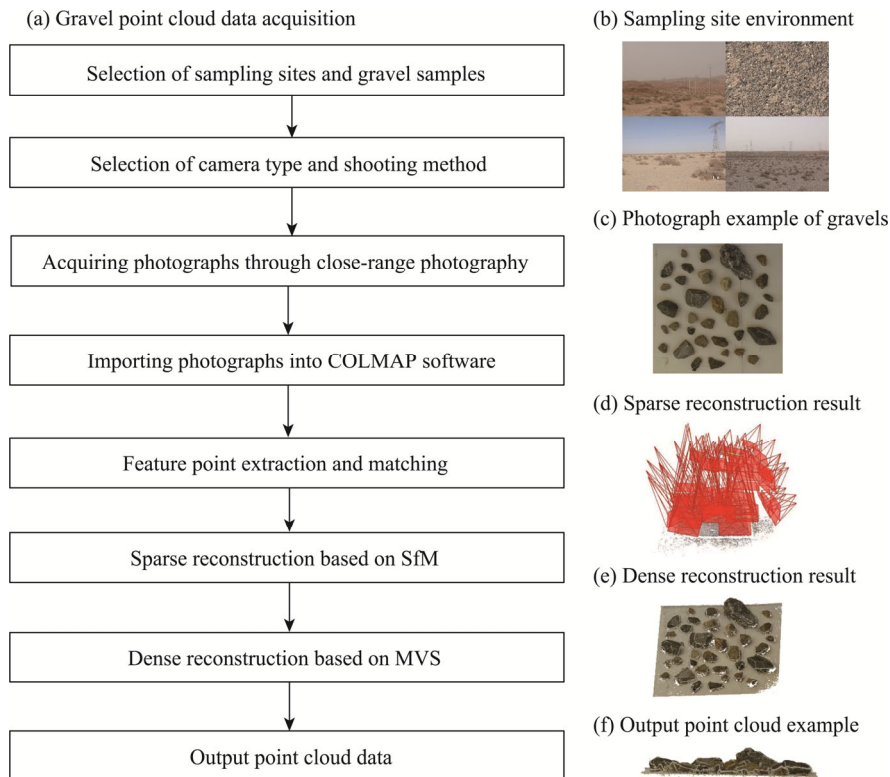 (a) Gravel point cloud data acquisition
Selection of sampling sites and gravel samples
Selection of camera type and shooting method
Acquiring photographs through close-range photography
Importing photographs into COLMAP software
Feature point extraction and matching
Sparse reconstruction based on SfM
Dense reconstruction based on MVS
Output point cloud data
(b) Sampling site environment
(c) Photograph example of gravels
(d) Sparse reconstruction result
(e) Dense reconstruction result
(f) Output point cloud example